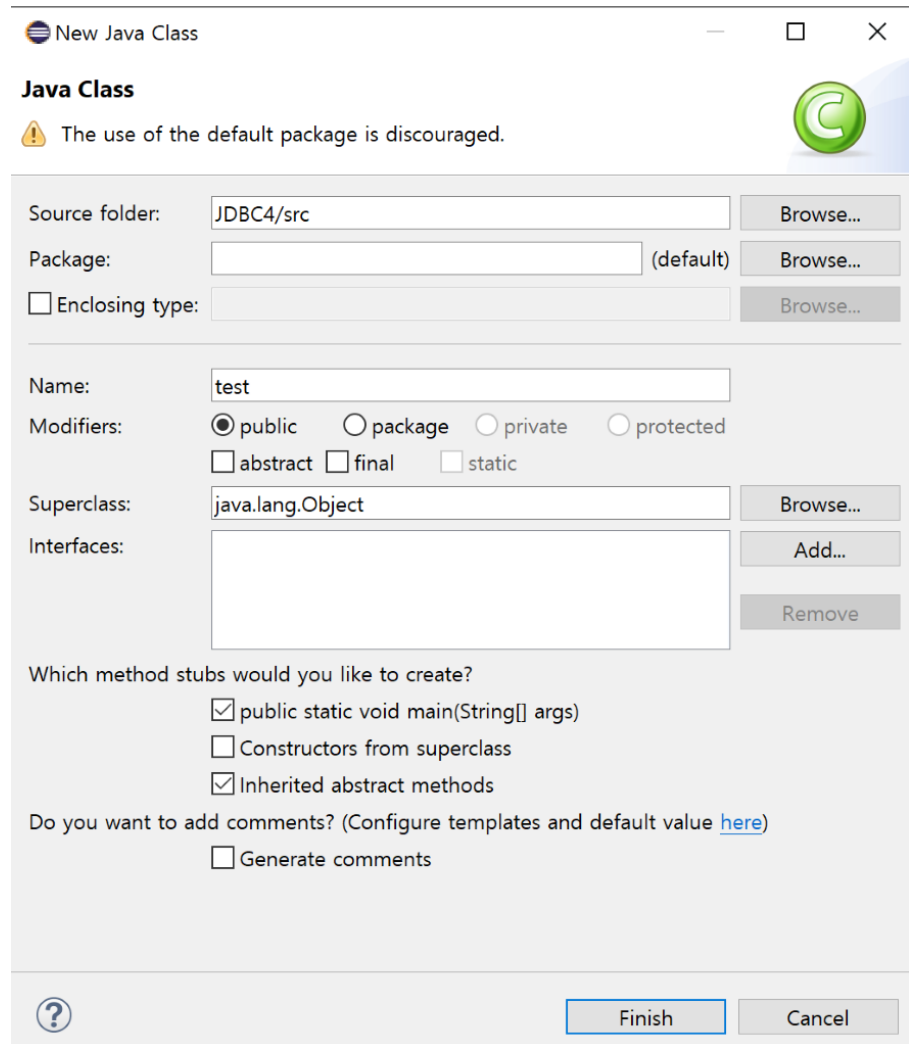 New Java Class
Java Class
The use of the default package is discouraged.
Source folder: JDBC4/src Browse...
Package: (default) Browse...
Enclosing type: Browse...
Name: test
Modifiers: public package private protected
abstract final static
Superclass: java.lang.Object Browse...
Interfaces: Add...
Remove
Which method stubs would you like to create?
public static void main(String[] args)
Constructors from superclass
Inherited abstract methods
Do you want to add comments? (Configure templates and default value here)
Generate comments
? Finish Cancel